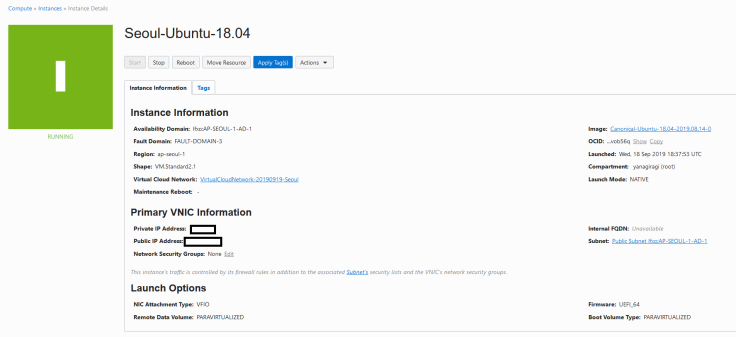 Compute » Instances » Instance Details
Seoul-Ubuntu-18.04
Start Stop Reboot Move Resource Apply Tag(s) Actions
Instance Information Tags
RUNNING
Instance Information
Availability Domain: lhxo:AP-SEOUL-1-AD-1 Image: Canonical-Ubuntu-18.04-2019.08.14-0
Fault Domain: FAULT-DOMAIN-3 OCID: ...vob56q Show Copy
Region: ap-seoul-1 Launched: Wed, 18 Sep 2019 18:37:53 UTC
Shape: VM.Standard2.1 Compartment: yanagiragi (root)
Virtual Cloud Network: VirtualCloudNetwork-20190919-Seoul Launch Mode: NATIVE
Maintenance Reboot: -
Primary VNIC Information
Private IP Address: Internal FQDN: Unavailable
Public IP Address: Subnet: Public Subnet lhxo:AP-SEOUL-1-AD-1
Network Security Groups: None Edit
This instance's traffic is controlled by its firewall rules in addition to the associated Subnet's security lists and the VNIC's network security groups.
Launch Options
NIC Attachment Type: VFIO Firmware: UEFI_64
Remote Data Volume: PARAVIRTUALIZED Boot Volume Type: PARAVIRTUALIZED